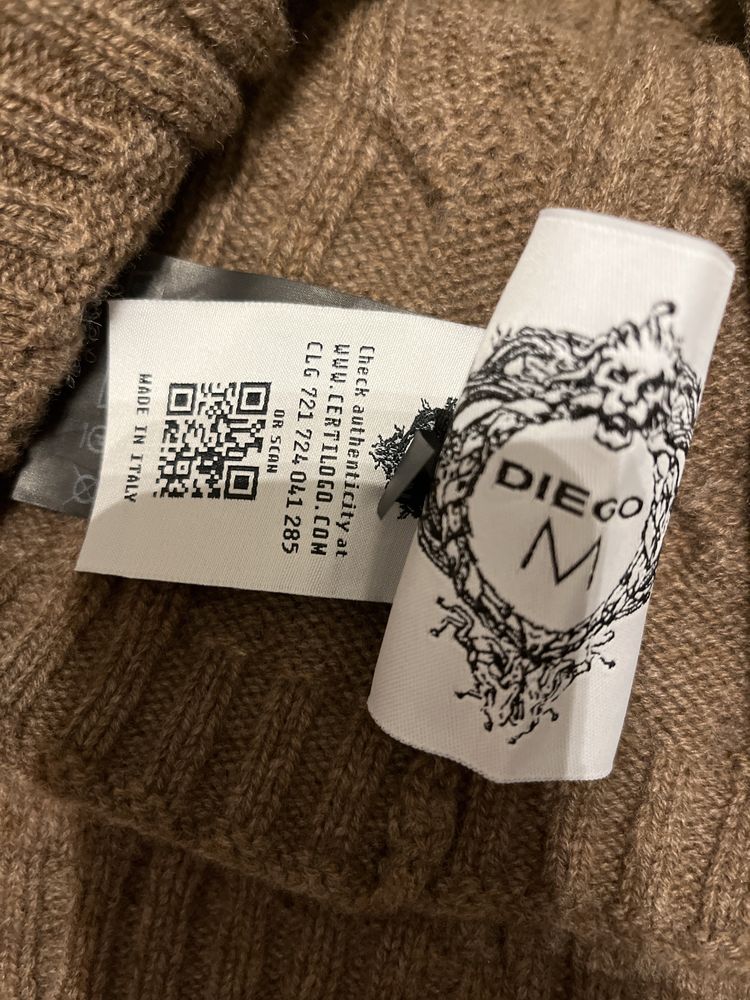 Check authenticity at
WWW.CERTILOGO.COM
CLG 721 724 041 285
OR SCAN
MADE IN ITALY
DIEGO
M